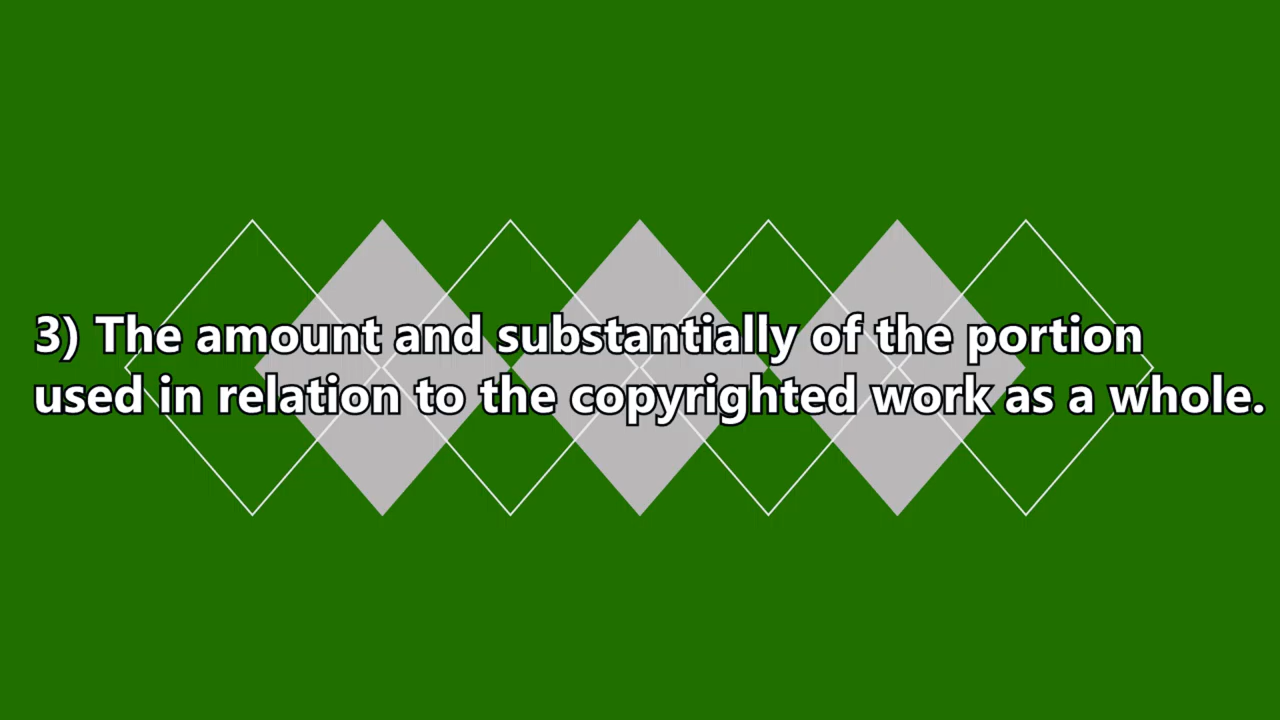 3) The amount and substantially of the portion
used in relation to the copyrighted work as a whole.